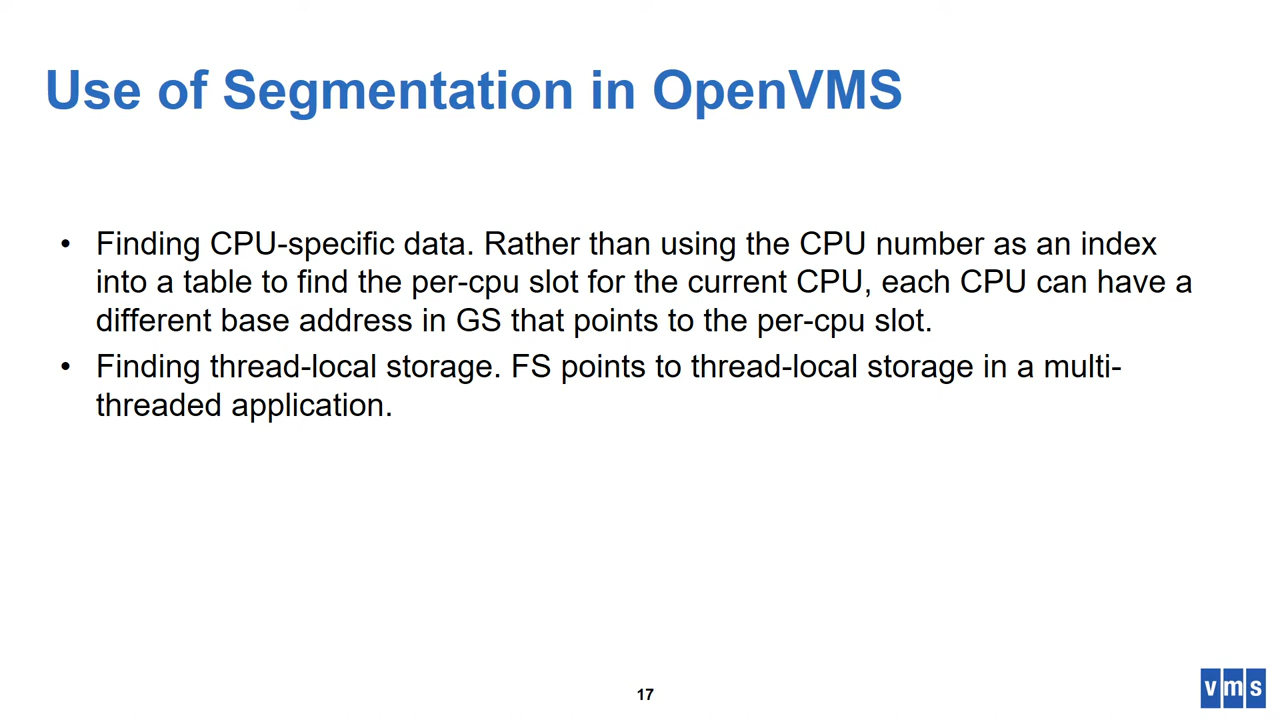 Use of Segmentation in OpenVMS
• Finding CPU-specific data. Rather than using the CPU number as an index
into a table to find the per-cpu slot for the current CPU, each CPU can have a
different base address in GS that points to the per-cpu slot.
• Finding thread-local storage. FS points to thread-local storage in a multi-
threaded application.
17
vms